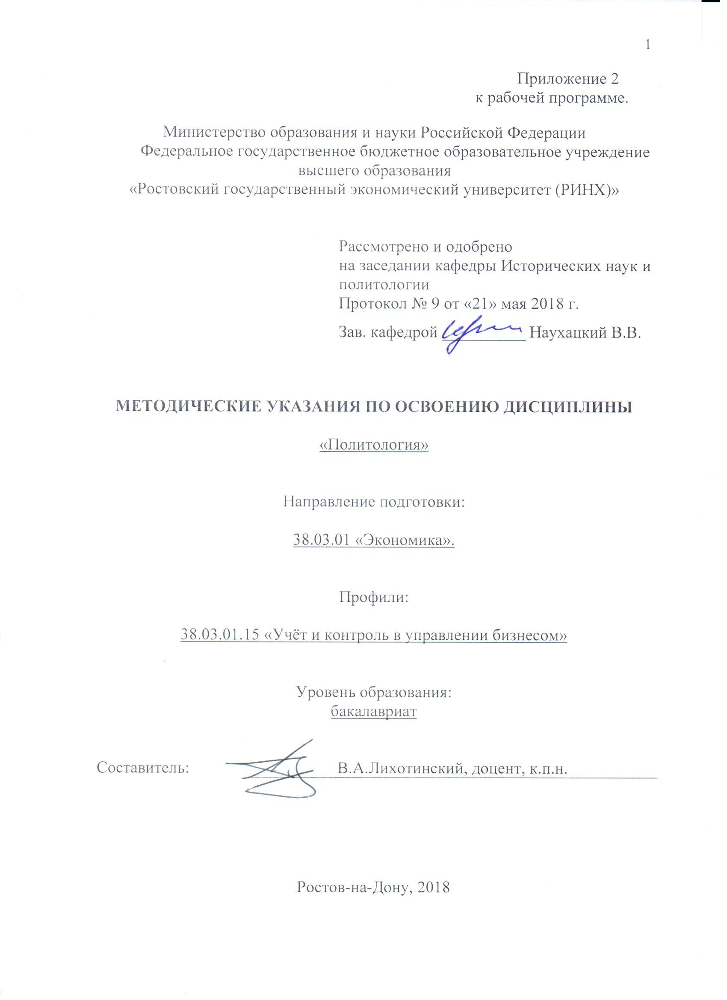 1
Приложение 2
к рабочей программе.
Министерство образования и науки Российской Федерации
Федеральное государственное бюджетное образовательное учреждение
высшего образования
«Ростовский государственный экономический университет (РИНХ)»
Рассмотрено и одобрено
на заседании кафедры Исторических наук и
политологии
Протокол № 9 от «21» мая 2018 г.
Зав. кафедрой Наухацкий В.В.
МЕТОДИЧЕСКИЕ УКАЗАНИЯ ПО ОСВОЕНИЮ ДИСЦИПЛИНЫ
«Политология»
Направление подготовки:
38.03.01 «Экономика».
Профили:
38.03.01.15 «Учёт и контроль в управлении бизнесом»
Уровень образования:
бакалавриат
Составитель: В.А.Лихотинский, доцент, к.п.н.
Ростов-на-Дону, 2018